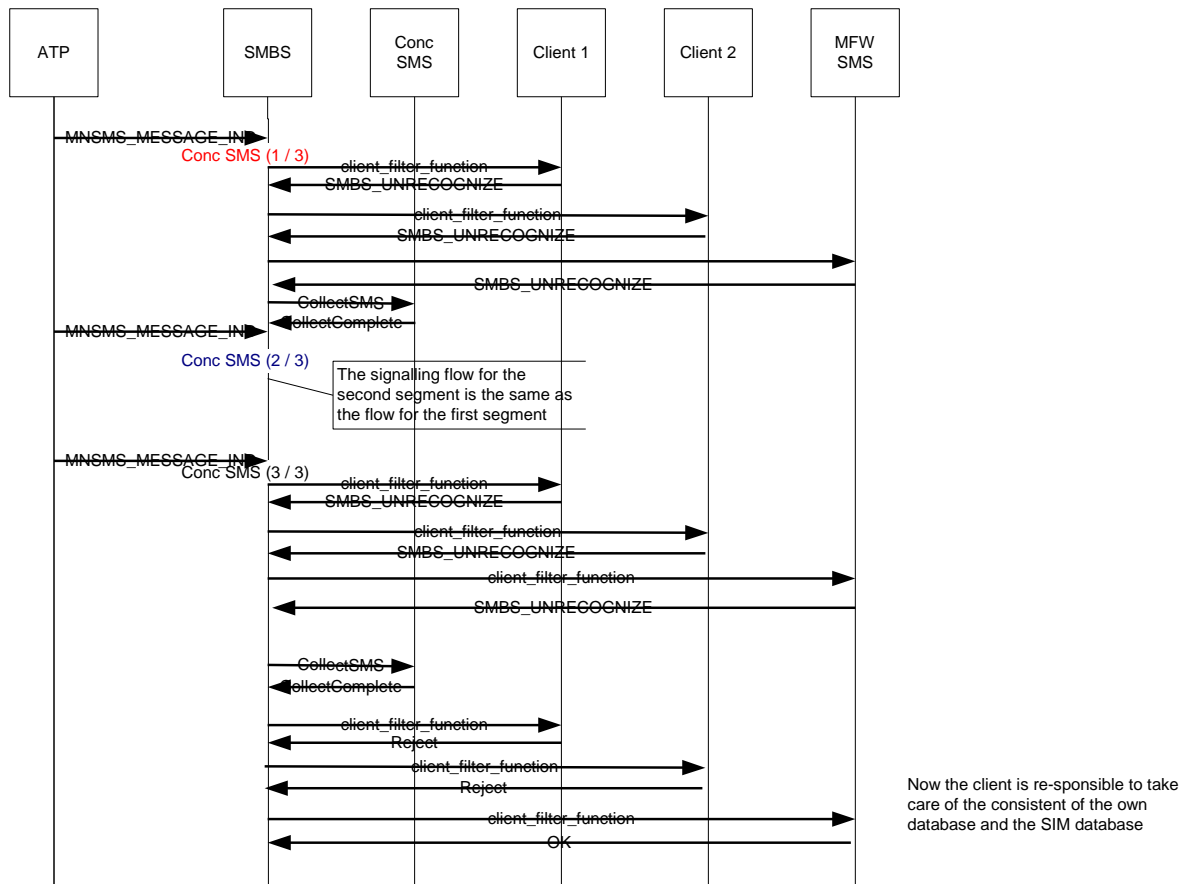 ATP
SMBS
Conc
SMS
Client 1
Client 2
MFW
SMS
MNSMS_MESSAGE_IND
Conc SMS (1 / 3)
client_filter_function
SMBS_UNRECOGNIZE
client_filter_function
SMBS_UNRECOGNIZE
SMBS_UNRECOGNIZE
CollectSMS
CollectComplete
MNSMS_MESSAGE_IND
Conc SMS (2 / 3)
The signalling flow for the
second segment is the same as
the flow for the first segment
MNSMS_MESSAGE_IND
Conc SMS (3 / 3)
client_filter_function
SMBS_UNRECOGNIZE
client_filter_function
SMBS_UNRECOGNIZE
client_filter_function
SMBS_UNRECOGNIZE
CollectSMS
CollectComplete
client_filter_function
Reject
client_filter_function
Reject
client_filter_function
OK
Now the client is re-sponsible to take
care of the consistent of the own
database and the SIM database